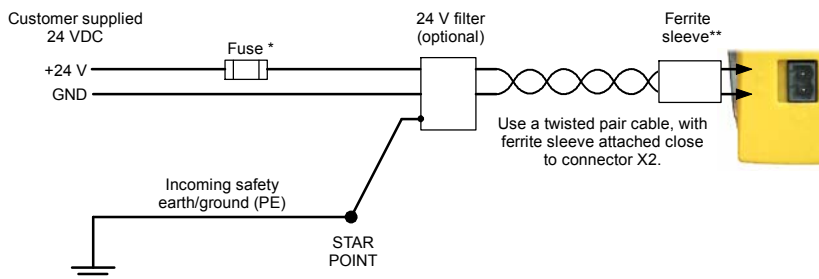 Customer supplied
24 VDC
+24 V
GND
Fuse *
24 V filter
(optional)
Ferrite
sleeve**
Use a twisted pair cable, with
ferrite sleeve attached close
to connector X2.
Incoming safety
earth/ground (PE)
STAR
POINT